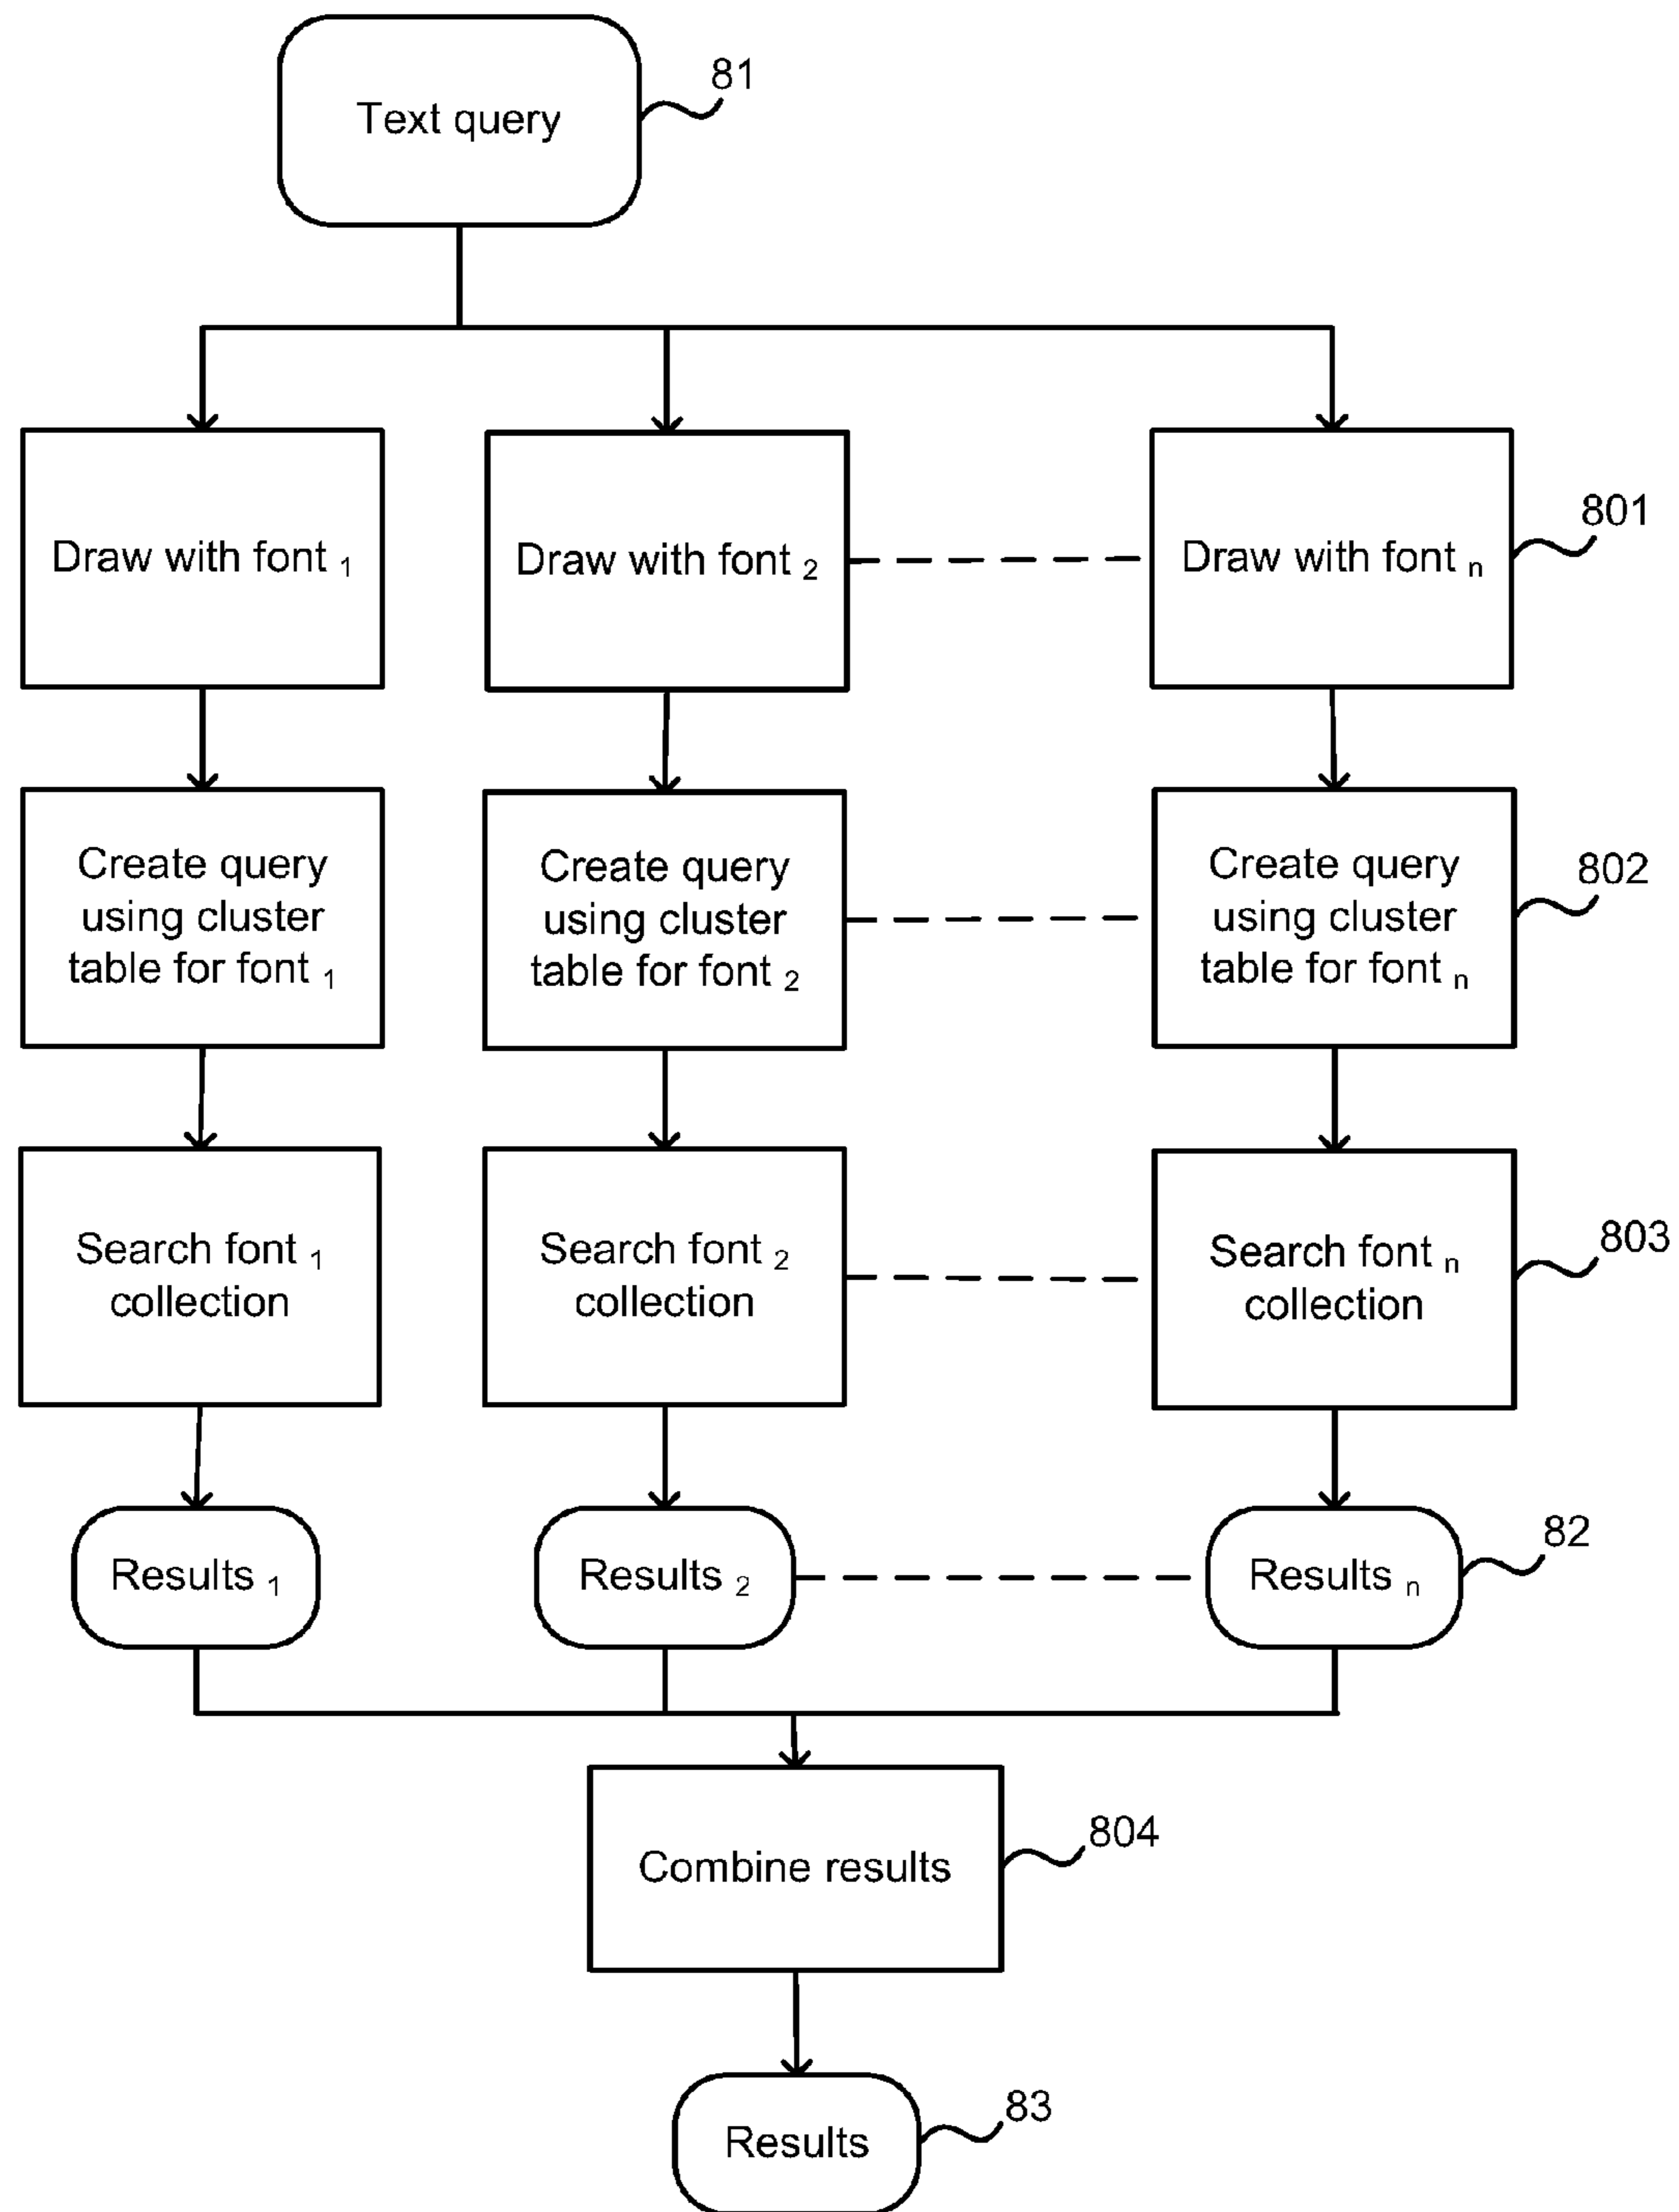 Text query
81
Draw with font 1
Draw with font 2
Draw with font n
801
Create query
using cluster
table for font 1
Create query
using cluster
table for font 2
Create query
using cluster
table for font n
802
Search font 1
collection
Search font 2
collection
Search font n
collection
803
Results 1
Results 2
Results n
82
Combine results
804
Results
83